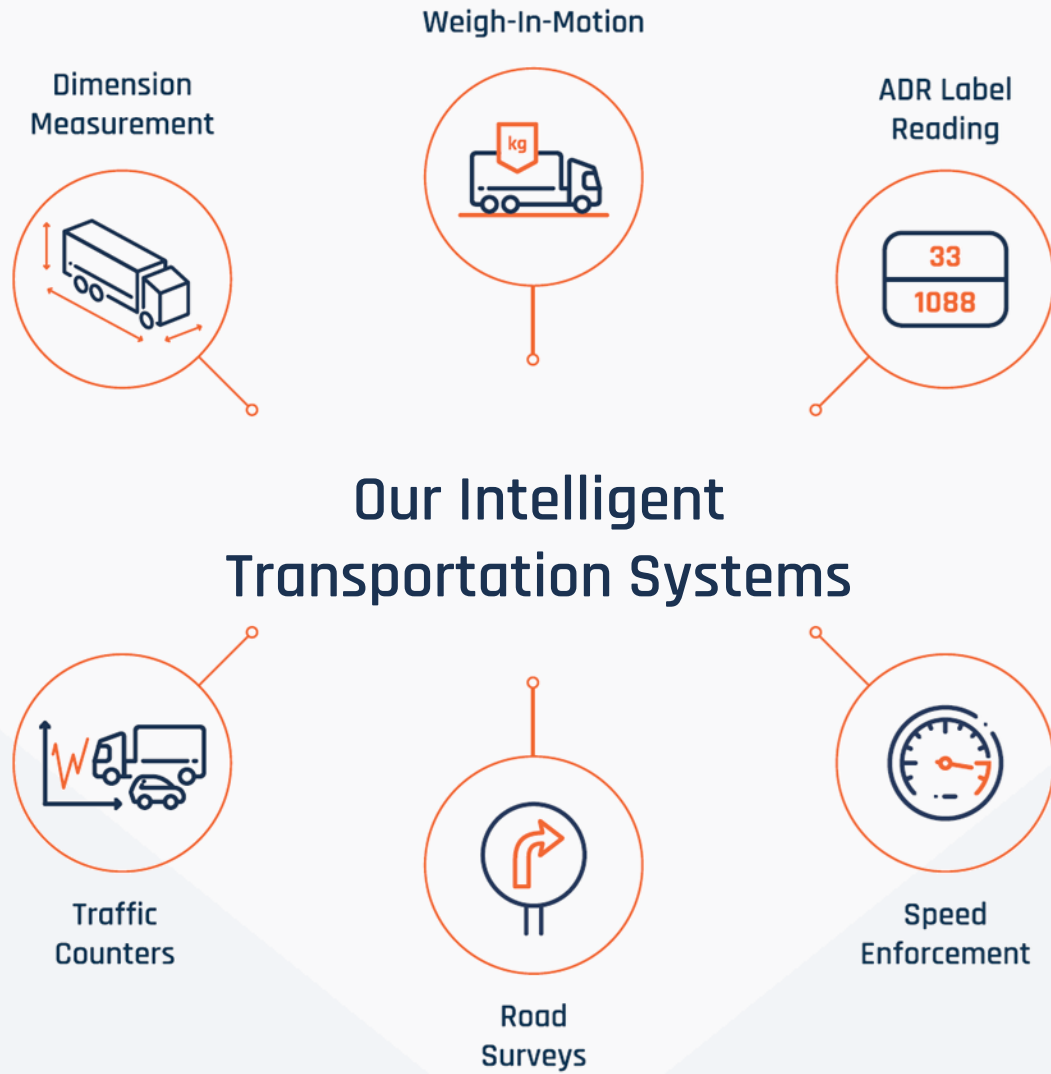 Weigh-In-Motion
Dimension
Measurement
kg
ADR Label
Reading
33
1088
Our Intelligent
Transportation Systems
Traffic
Counters
Road
Surveys
Speed
Enforcement